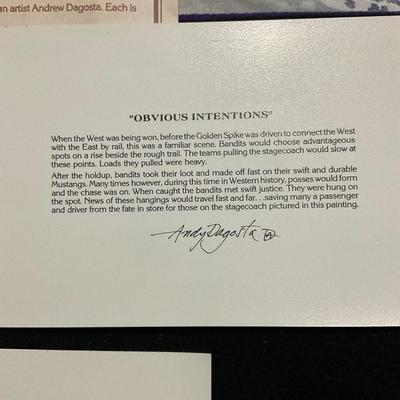 an artist Andrew Dagosta. Each is
"OBVIOUS INTENTIONS"
When the West was being won, before the Golden Spike was driven to connect the West
with the East by rail, this was a familiar scene. Bandits would choose advantageous
spots on a rise beside the rough trail. The teams pulling the stagecoach would slow at
these points. Loads they pulled were heavy.
After the holdup, bandits took their loot and made off fast on their swift and durable
Mustangs. Many times however, during this time in Western history, posses would form
and the chase was on. When caught the bandits met swift justice. They were hung on
the spot. News of these hangings would travel fast and far. . .saving many a passenger
and driver from the fate in store for those on the stagecoach pictured in this painting.
Andy Dagosta